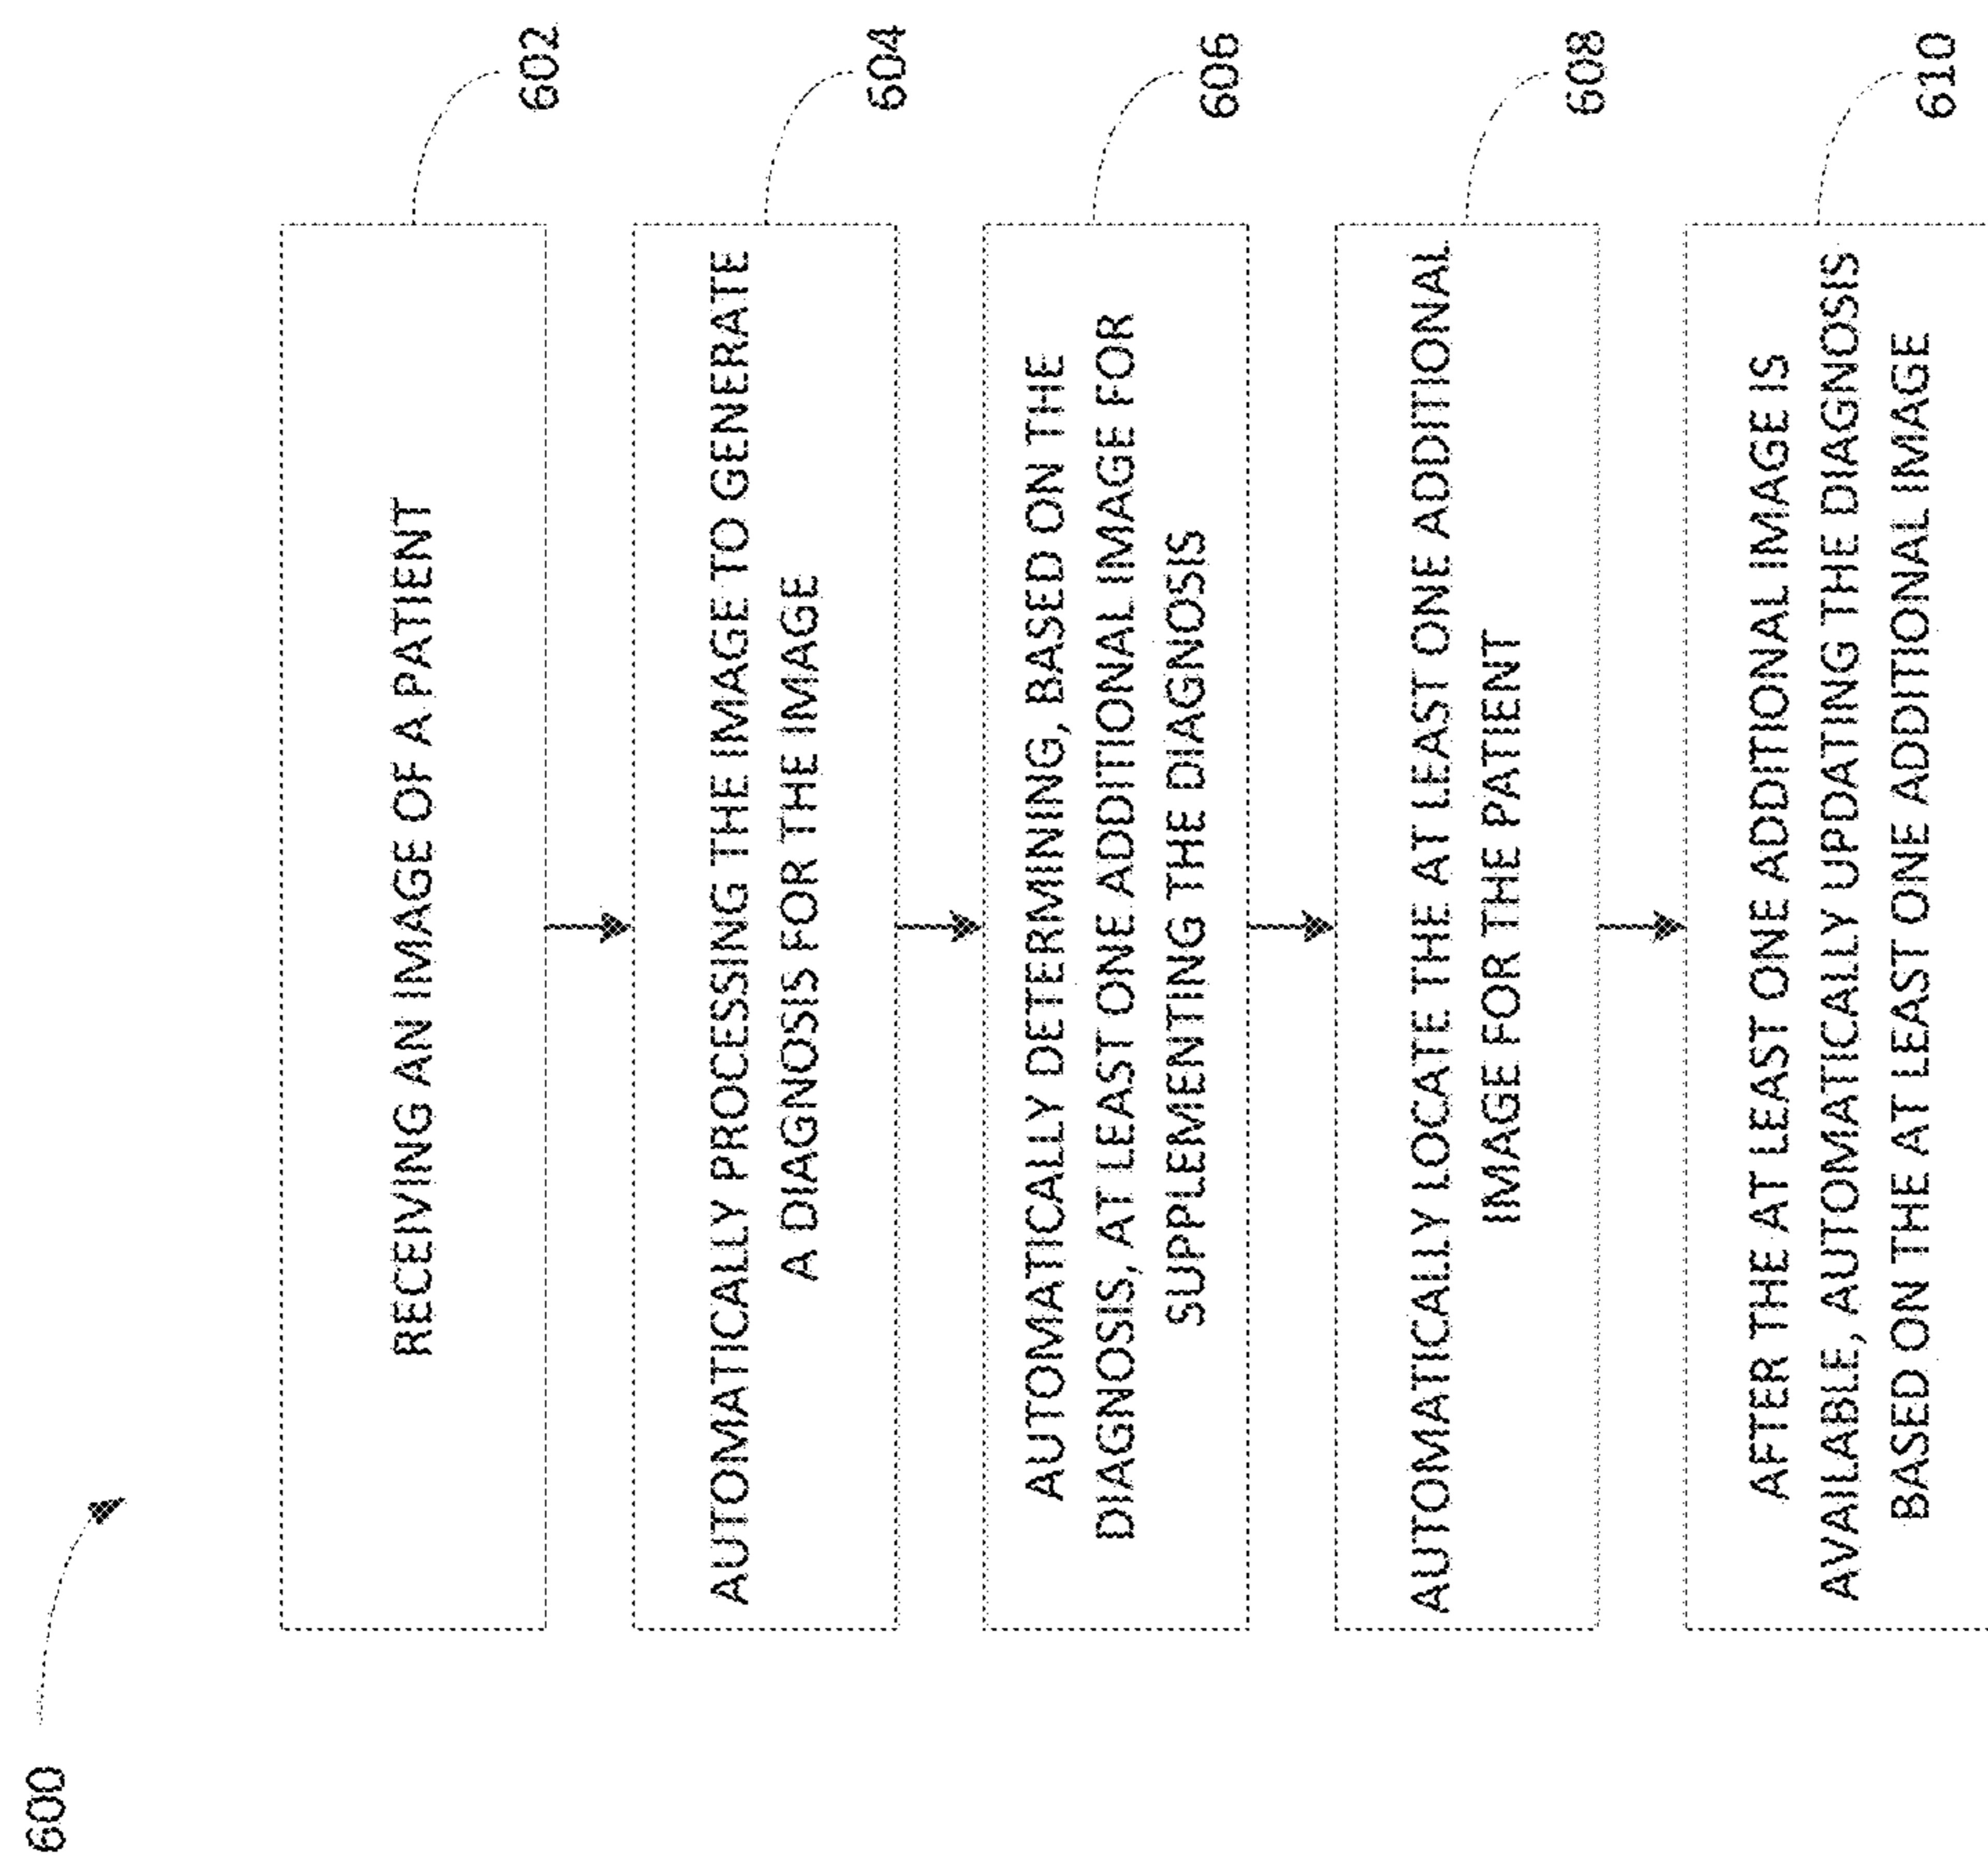 600
RECEIVING AN IMAGE OF A PATIENT
602
AUTOMATICALLY PROCESSING THE IMAGE TO GENERATE
A DIAGNOSIS FOR THE IMAGE
604
AUTOMATICALLY DETERMINING, BASED ON THE
DIAGNOSIS, AT LEAST ONE ADDITIONAL IMAGE FOR
SUPPLEMENTING THE DIAGNOSIS
606
AUTOMATICALLY LOCATE THE AT LEAST ONE ADDITIONAL
IMAGE FOR THE PATIENT
608
AFTER THE AT LEAST ONE ADDITIONAL IMAGE IS
AVAILABLE, AUTOMATICALLY UPDATING THE DIAGNOSIS
BASED ON THE AT LEAST ONE ADDITIONAL IMAGE
610